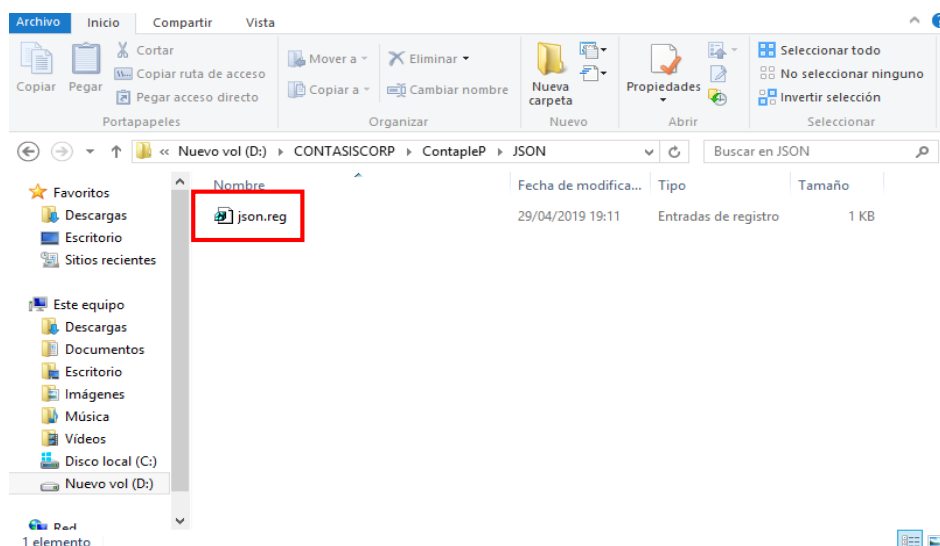 Archivo Inicio Compartir Vista
Copiar
Pegar
Cortar
Copiar ruta de acceso
Pegar acceso directo
Portapapeles
Mover a
Copiar a
Eliminar
Cambiar nombre
Organizar
Nueva
carpeta
Nuevo
Propiedades
Abrir
Seleccionar todo
No seleccionar ninguno
Invertir selección
Seleccionar
« Nuevo vol (D:) CONTASISCORP ContapleP JSON
Buscar en JSON
Favoritos
Descargas
Escritorio
Sitios recientes
Este equipo
Descargas
Documentos
Escritorio
Imágenes
Música
Vídeos
Disco local (C:)
Nuevo vol (D:)
Red
Nombre Fecha de modifica... Tipo Tamaño
json.reg 29/04/2019 19:11 Entradas de registro 1 KB
1 elemento